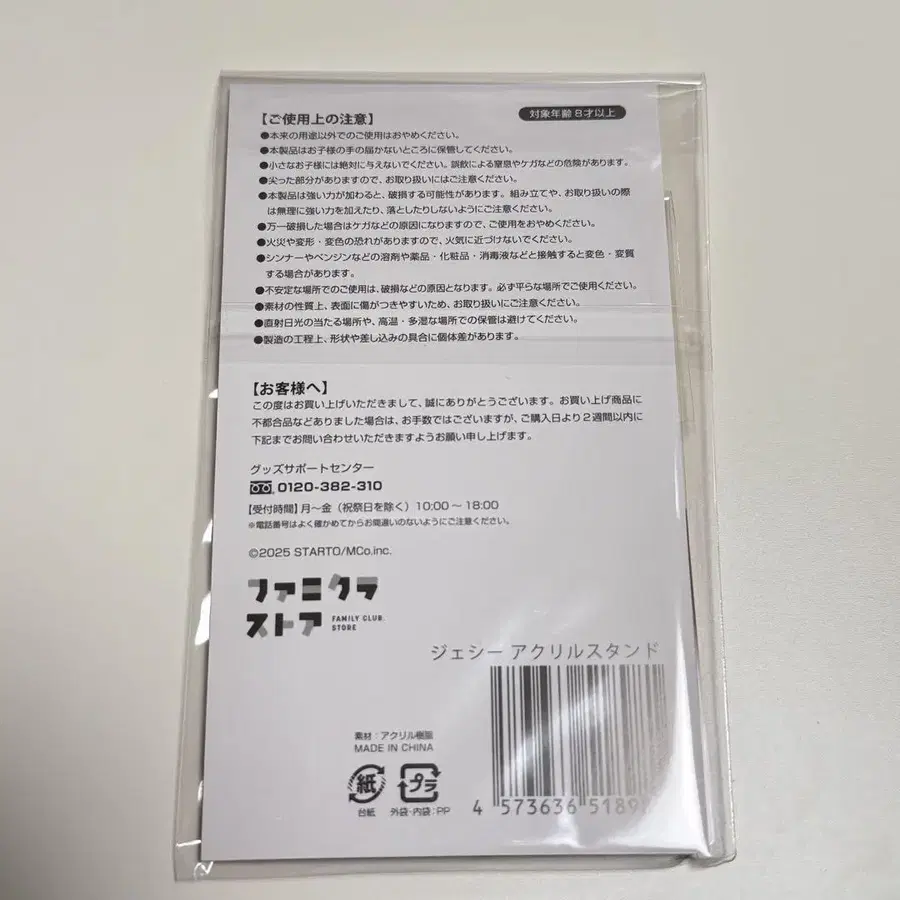 【ご使用上の注意】
対象年齢8才以上
●本来の用途以外でのご使用はおやめください。
●本製品はお子様の手の届かないところに保管してください。
●小さなお子様には絶対に与えないでください。誤飲による窒息やケガなどの危険があります。
●尖った部分がありますので、お取り扱いにはご注意ください。
●本製品は強い力が加わると、破損する可能性があります。組み立てや、お取り扱いの際
は無理に強い力を加えたり、落としたりしないようにご注意ください。
●万一破損した場合はケガなどの原因になりますので、ご使用をおやめください。
●火災や変形・変色の恐れがありますので、火気に近づけないでください。
●シンナーやベンジンなどの溶剤や薬品・化粧品・消毒液などと接触すると変色・変質
する場合があります。
●不安定な場所でのご使用は、破損などの原因となります。必ず平らな場所でご使用ください。
●素材の性質上、表面に傷がつきやすいため、お取り扱いにご注意ください。
●直射日光の当たる場所や、高温・多湿な場所での保管は避けてください。
●製造の工程上、形状や差し込みの具合に個体差があります。
【お客様へ】
この度はお買い上げいただきまして、誠にありがとうございます。お買い上げ商品に
不都合品などありました場合は、お手数ではございますが、ご購入日より2週間以内に
下記までお問い合わせいただきますようお願い申し上げます。
グッズサポートセンター
0120-382-310
【受付時間】月～金（祝祭日を除く）10:00～18:00
※電話番号はよく確かめてからお間違いのないようにご注意ください。
©2025 STARTO/MCo.inc.
ファミクラ
ストア FAMILY CLUB
STORE
ジェシー アクリルスタンド
素材：アクリル樹脂
MADE IN CHINA
紙 プラ
台紙 外袋・内袋：PP
4 573636 5189